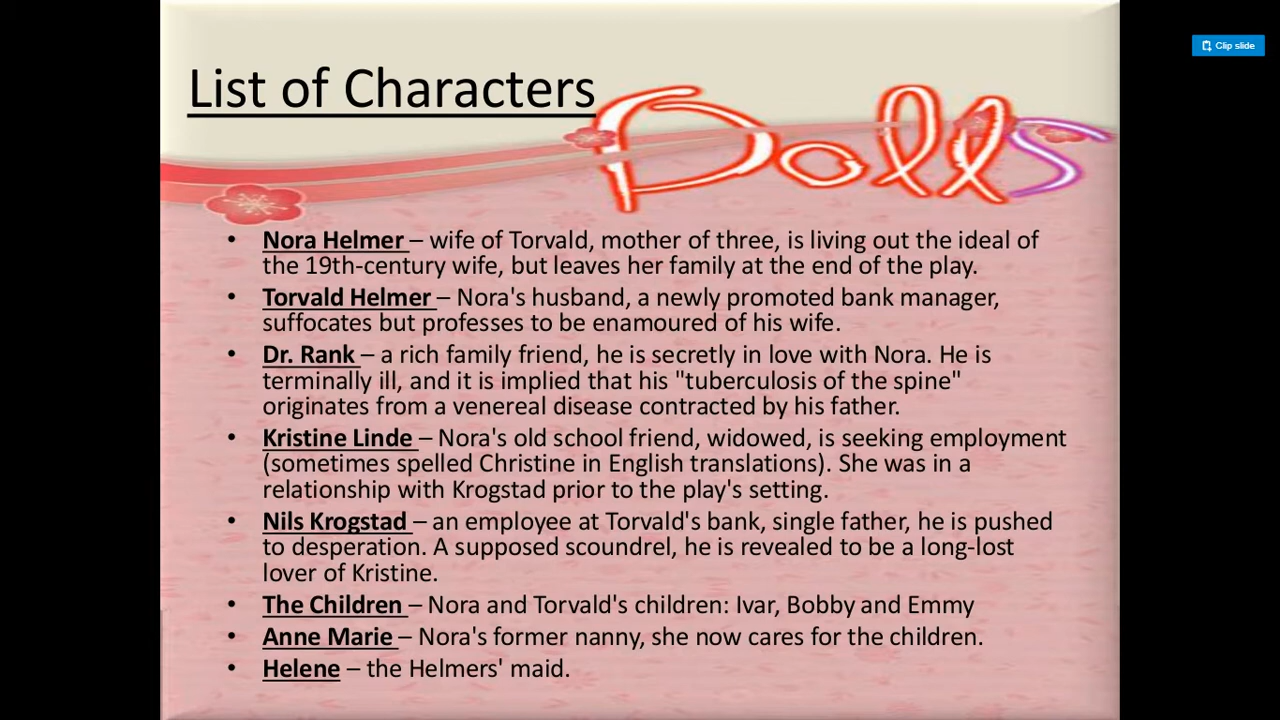 Clip slide
List of Characters
Dolls
• Nora Helmer – wife of Torvald, mother of three, is living out the ideal of
the 19th-century wife, but leaves her family at the end of the play.
• Torvald Helmer – Nora's husband, a newly promoted bank manager,
suffocates but professes to be enamoured of his wife.
• Dr. Rank – a rich family friend, he is secretly in love with Nora. He is
terminally ill, and it is implied that his "tuberculosis of the spine"
originates from a venereal disease contracted by his father.
• Kristine Linde – Nora's old school friend, widowed, is seeking employment
(sometimes spelled Christine in English translations). She was in a
relationship with Krogstad prior to the play's setting.
• Nils Krogstad – an employee at Torvald's bank, single father, he is pushed
to desperation. A supposed scoundrel, he is revealed to be a long-lost
lover of Kristine.
• The Children – Nora and Torvald's children: Ivar, Bobby and Emmy
• Anne Marie – Nora's former nanny, she now cares for the children.
• Helene – the Helmers' maid.